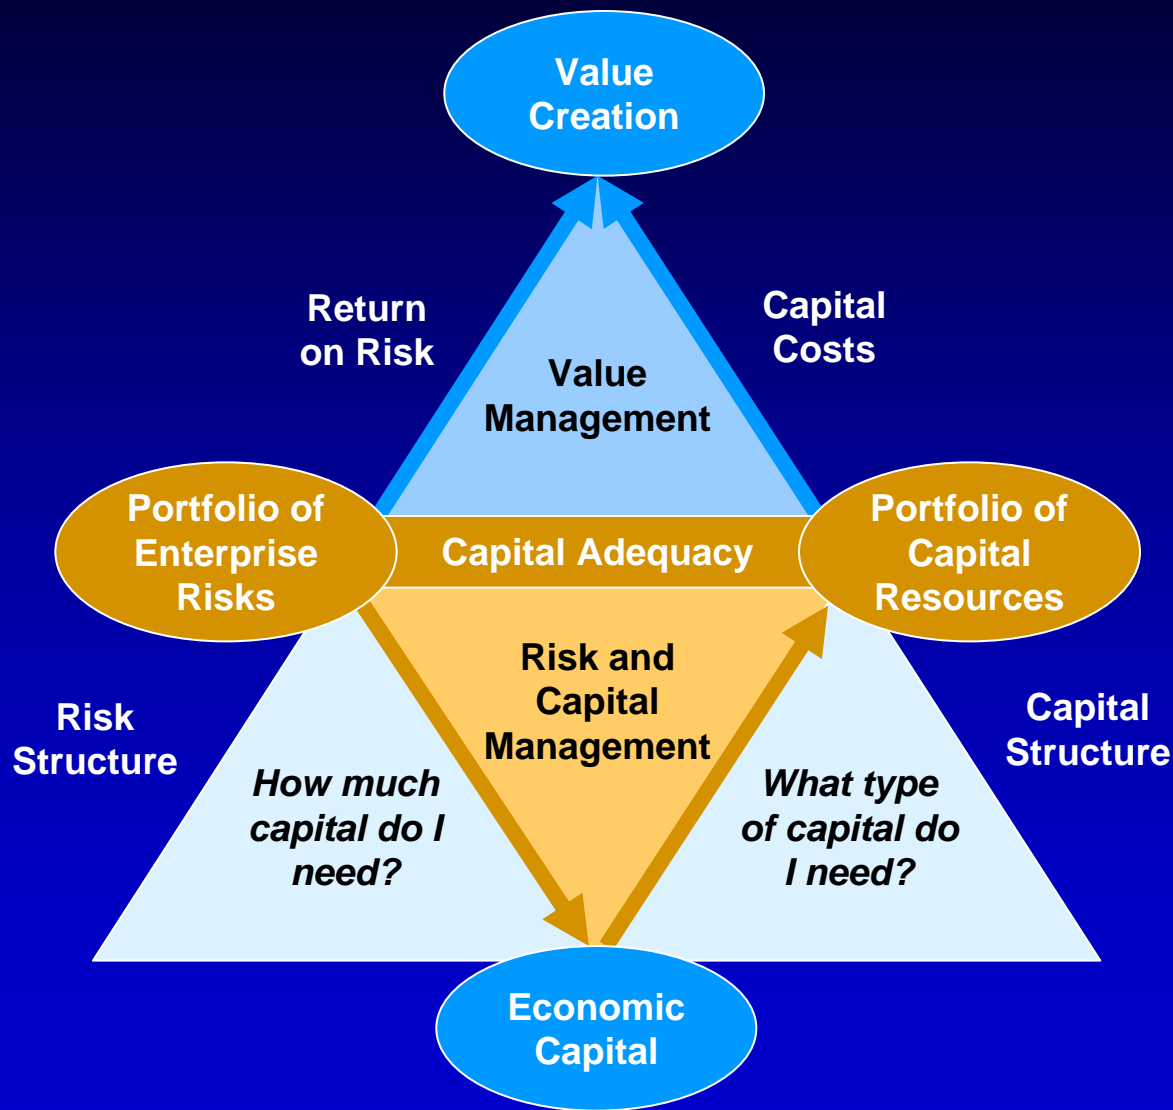 Value
Creation
Return
on Risk
Capital
Costs
Value
Management
Portfolio of
Enterprise
Risks
Capital Adequacy
Portfolio of
Capital
Resources
Risk and
Capital
Management
Risk
Structure
Capital
Structure
How much
capital do I
need?
What type
of capital do
I need?
Economic
Capital